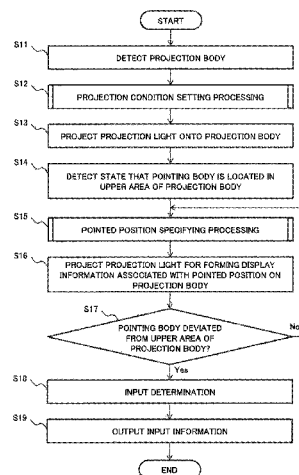 START
S11
DETECT PROJECTION BODY
S12
PROJECTION CONDITION SETTING PROCESSING
S13
PROJECT PROJECTION LIGHT ONTO PROJECTION BODY
S14
DETECT STATE THAT POINTING BODY IS LOCATED IN
UPPER AREA OF PROJECTION BODY
S15
POINTED POSITION SPECIFYING PROCESSING
S16
PROJECT PROJECTION LIGHT FOR FORMING DISPLAY
INFORMATION ASSOCIATED WITH POINTED POSITION ON
PROJECTION BODY
S17
POINTING BODY DEVIATED
FROM UPPER AREA OF
PROJECTION BODY?
No
Yes
S18
INPUT DETERMINATION
S19
OUTPUT INPUT INFORMATION
END